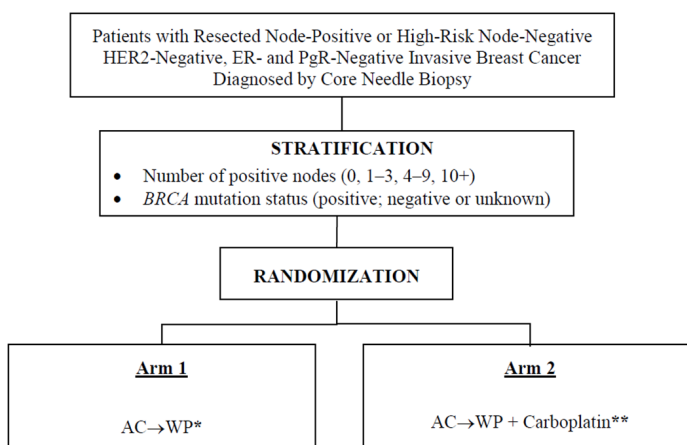 Patients with Resected Node-Positive or High-Risk Node-Negative
HER2-Negative, ER- and PgR-Negative Invasive Breast Cancer
Diagnosed by Core Needle Biopsy
STRATIFICATION
• Number of positive nodes (0, 1–3, 4–9, 10+)
• BRCA mutation status (positive; negative or unknown)
RANDOMIZATION
Arm 1
AC→WP*
Arm 2
AC→WP + Carboplatin**